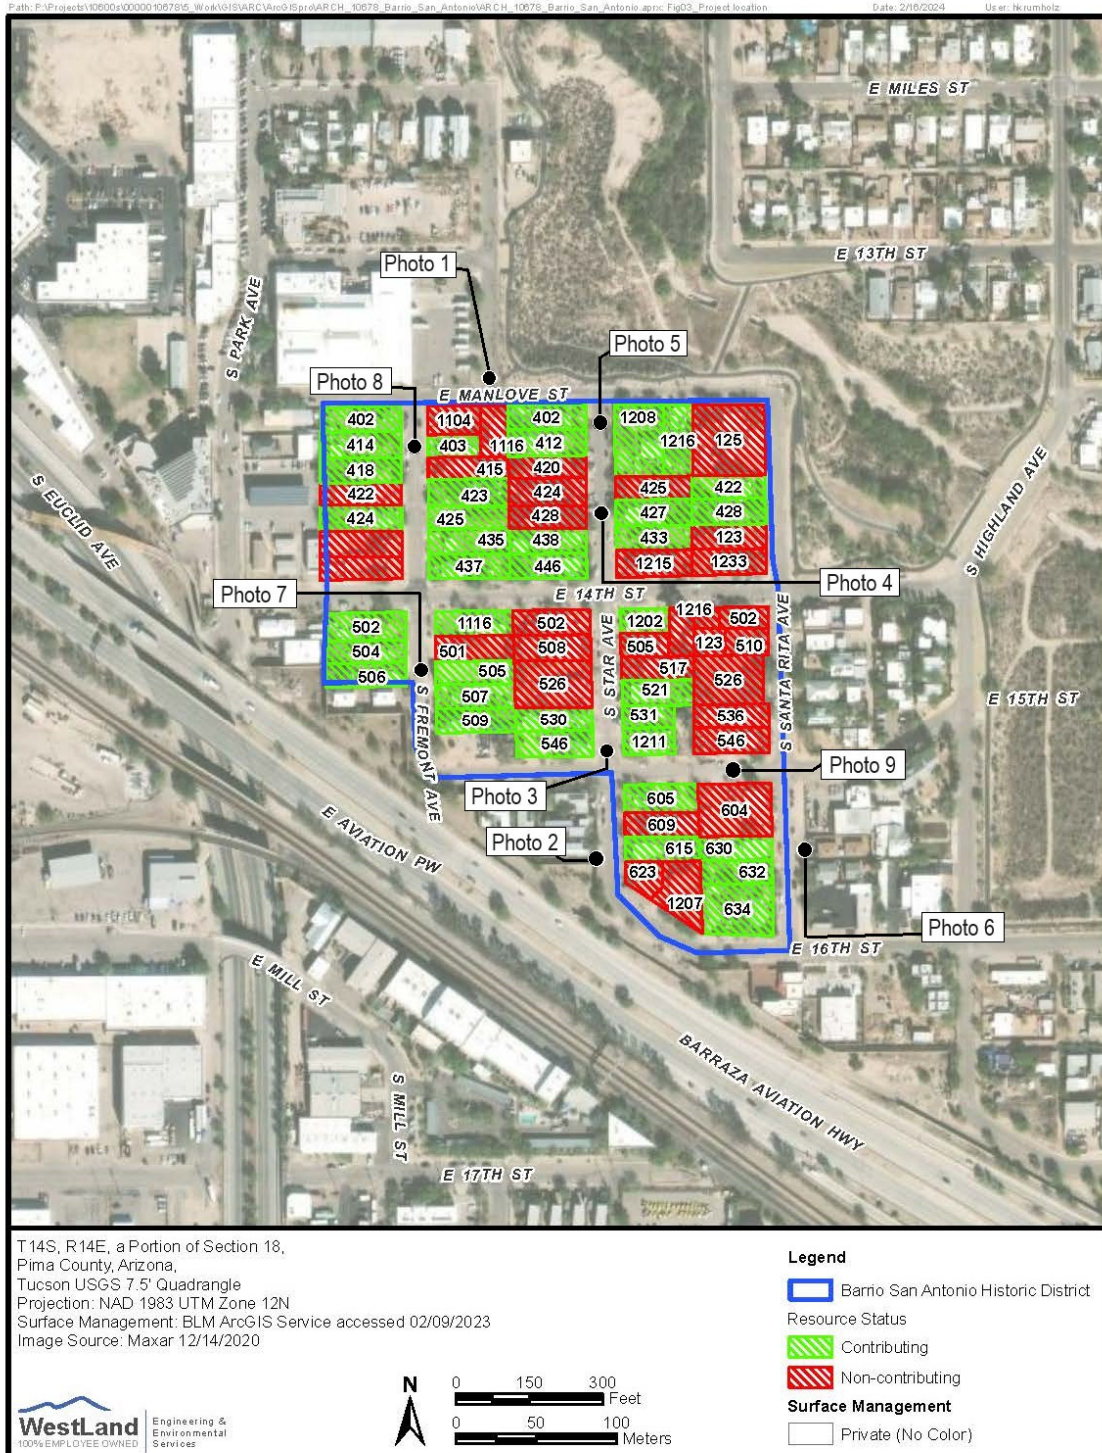 Path: P:\Projects\10600s\0000010678\5_Work\GIS\ARC\ArcGISpro\ARCH_10678_Barrio_San_Antonio\ARCH_10678_Barrio_San_Antonio.aprx: Fig03_Project location
Date: 2/16/2024
User: hkrumholz
E MILES ST
E 13TH ST
S PARK AVE
Photo 1
Photo 5
Photo 8
E MANLOVE ST
S HIGHLAND AVE
S EUCLID AVE
402
1104
402
1208
414
403
1116
412
1216
125
418
415
420
422
423
424
425
422
424
425
428
427
428
435
438
433
123
437
446
1215
1233
Photo 4
Photo 7
E 14TH ST
502
1116
502
1202
1216
502
504
501
508
505
123
510
506
505
526
517
526
507
521
509
530
531
536
546
1211
546
S FREMONT AVE
S STAR AVE
S SANTA RITA AVE
E 15TH ST
Photo 9
Photo 3
605
604
609
Photo 2
615
630
623
632
1207
634
Photo 6
E AVIATION PW
E 16TH ST
E MILL ST
BARRAZA AVIATION HWY
S MILL ST
E 17TH ST
T14S, R14E, a Portion of Section 18,
Pima County, Arizona,
Tucson USGS 7.5' Quadrangle
Projection: NAD 1983 UTM Zone 12N
Surface Management: BLM ArcGIS Service accessed 02/09/2023
Image Source: Maxar 12/14/2020
WestLand
100% EMPLOYEE OWNED
Engineering &
Environmental
Services
N
0 150 300
Feet
0 50 100
Meters
Legend
Barrio San Antonio Historic District
Resource Status
Contributing
Non-contributing
Surface Management
Private (No Color)